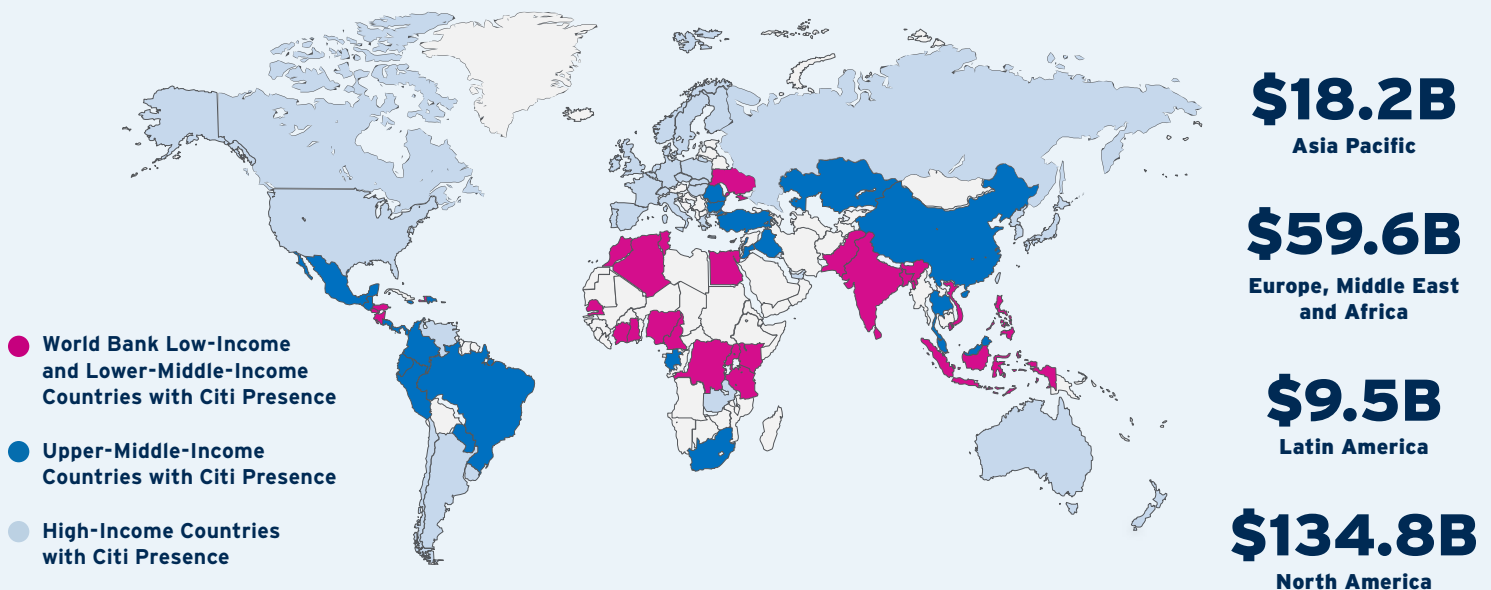 World Bank Low-Income
and Lower-Middle-Income
Countries with Citi Presence
Upper-Middle-Income
Countries with Citi Presence
High-Income Countries
with Citi Presence
$18.2B
Asia Pacific
$59.6B
Europe, Middle East
and Africa
$9.5B
Latin America
$134.8B
North America